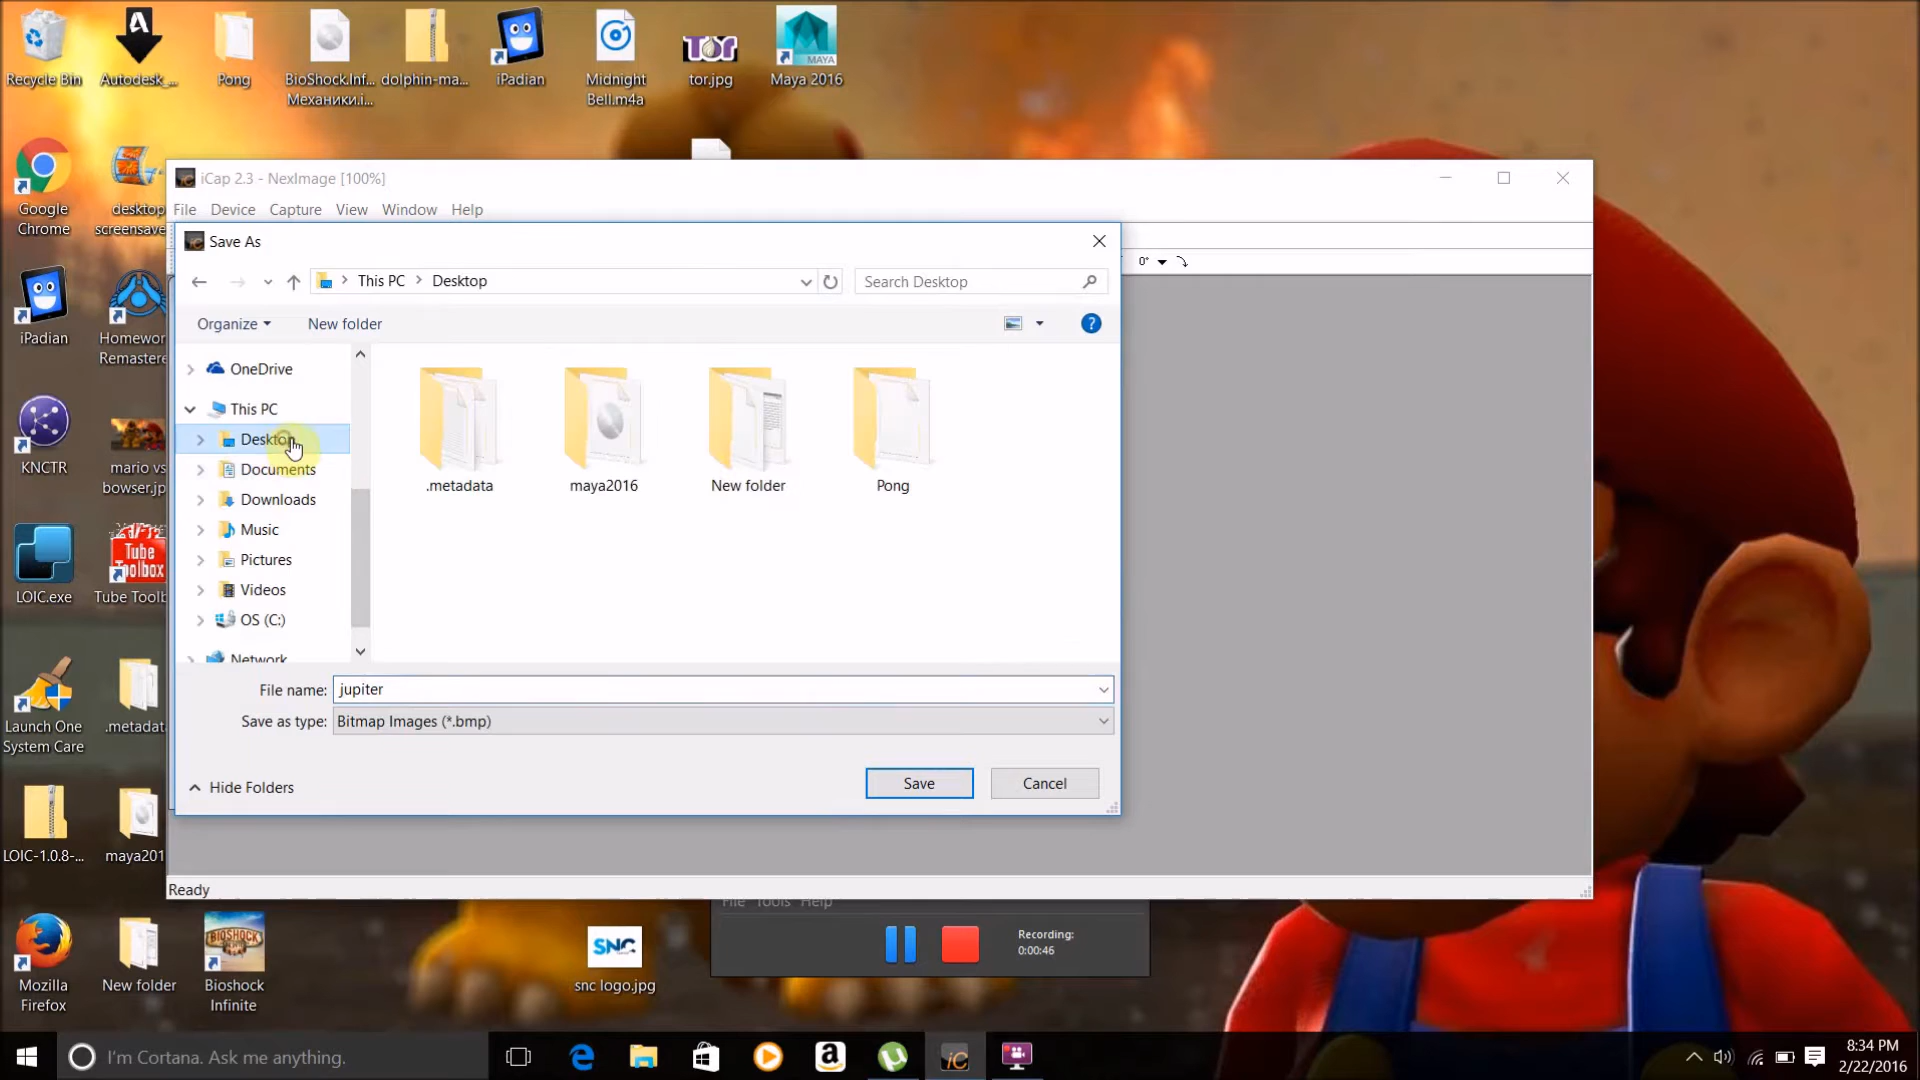 Recycle Bin
Autodesk_...
Pong
BioShock.Inf...
Механики.i...
dolphin-ma...
iPadian
Midnight
Bell.m4a
tor.jpg
Maya 2016
Google
Chrome
desktop
screensave
iPadian
Homewor
Remastere
KNCTR
mario vs
bowser.jp
LOIC.exe
Tube
Toolbox
Tube Toolb
Launch One
System Care
.metadat
LOIC-1.0.8-...
maya201
Mozilla
Firefox
New folder
BIOSHOCK
INFINITE
Bioshock
Infinite
SNC
snc logo.jpg
iCap 2.3 - NexImage [100%]
File Device Capture View Window Help
0°
Save As
This PC Desktop
Search Desktop
Organize New folder
?
OneDrive
This PC
Desktop
Documents
Downloads
Music
Pictures
Videos
OS (C:)
Network
.metadata
maya2016
New folder
Pong
File name: jupiter
Save as type: Bitmap Images (*.bmp)
Hide Folders
Save
Cancel
Ready
File Tools Help
Recording:
0:00:46
I'm Cortana. Ask me anything.
8:34 PM
2/22/2016